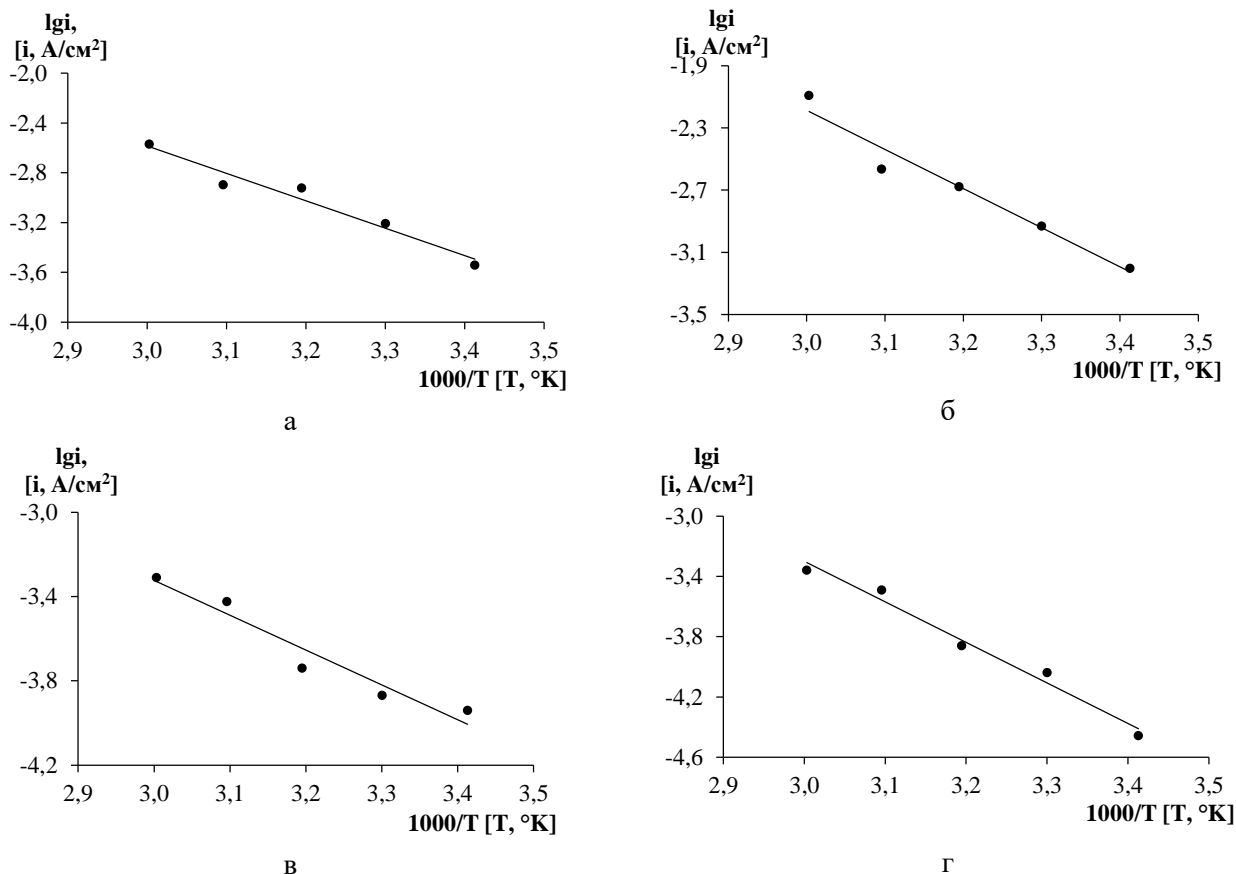 lgi,
[i, А/см²]
-2,0
-2,4
-2,8
-3,2
-3,6
-4,0
2,9 3,0 3,1 3,2 3,3 3,4 3,5
1000/T [T, °K]
а
lgi
[i, А/см²]
-1,9
-2,3
-2,7
-3,1
-3,5
2,9 3,0 3,1 3,2 3,3 3,4 3,5
1000/T [T, °K]
б
lgi,
[i, А/см²]
-3,0
-3,4
-3,8
-4,2
2,9 3,0 3,1 3,2 3,3 3,4 3,5
1000/T [T, °K]
в
lgi
[i, А/см²]
-3,0
-3,4
-3,8
-4,2
-4,6
2,9 3,0 3,1 3,2 3,3 3,4 3,5
1000/T [T, °K]
г